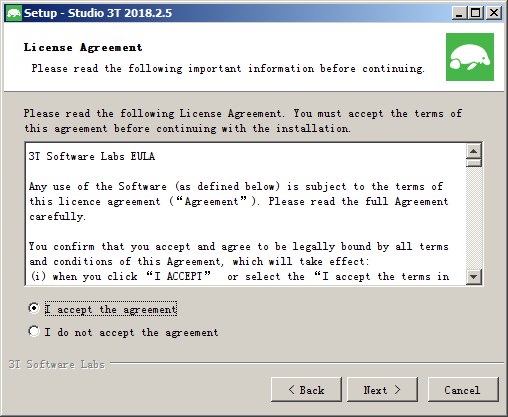 Setup - Studio 3T 2018.2.5
License Agreement
Please read the following important information before continuing.
Please read the following License Agreement. You must accept the terms of
this agreement before continuing with the installation.
3T Software Labs EULA
Any use of the Software (as defined below) is subject to the terms of
this licence agreement (“Agreement”). Please read the full Agreement
carefully.
You confirm that you accept and agree to be legally bound by all terms
and conditions of this Agreement, which will take effect:
(i) when you click “I ACCEPT” or select the “I accept the terms in
I accept the agreement
I do not accept the agreement
3T Software Labs
< Back Next > Cancel